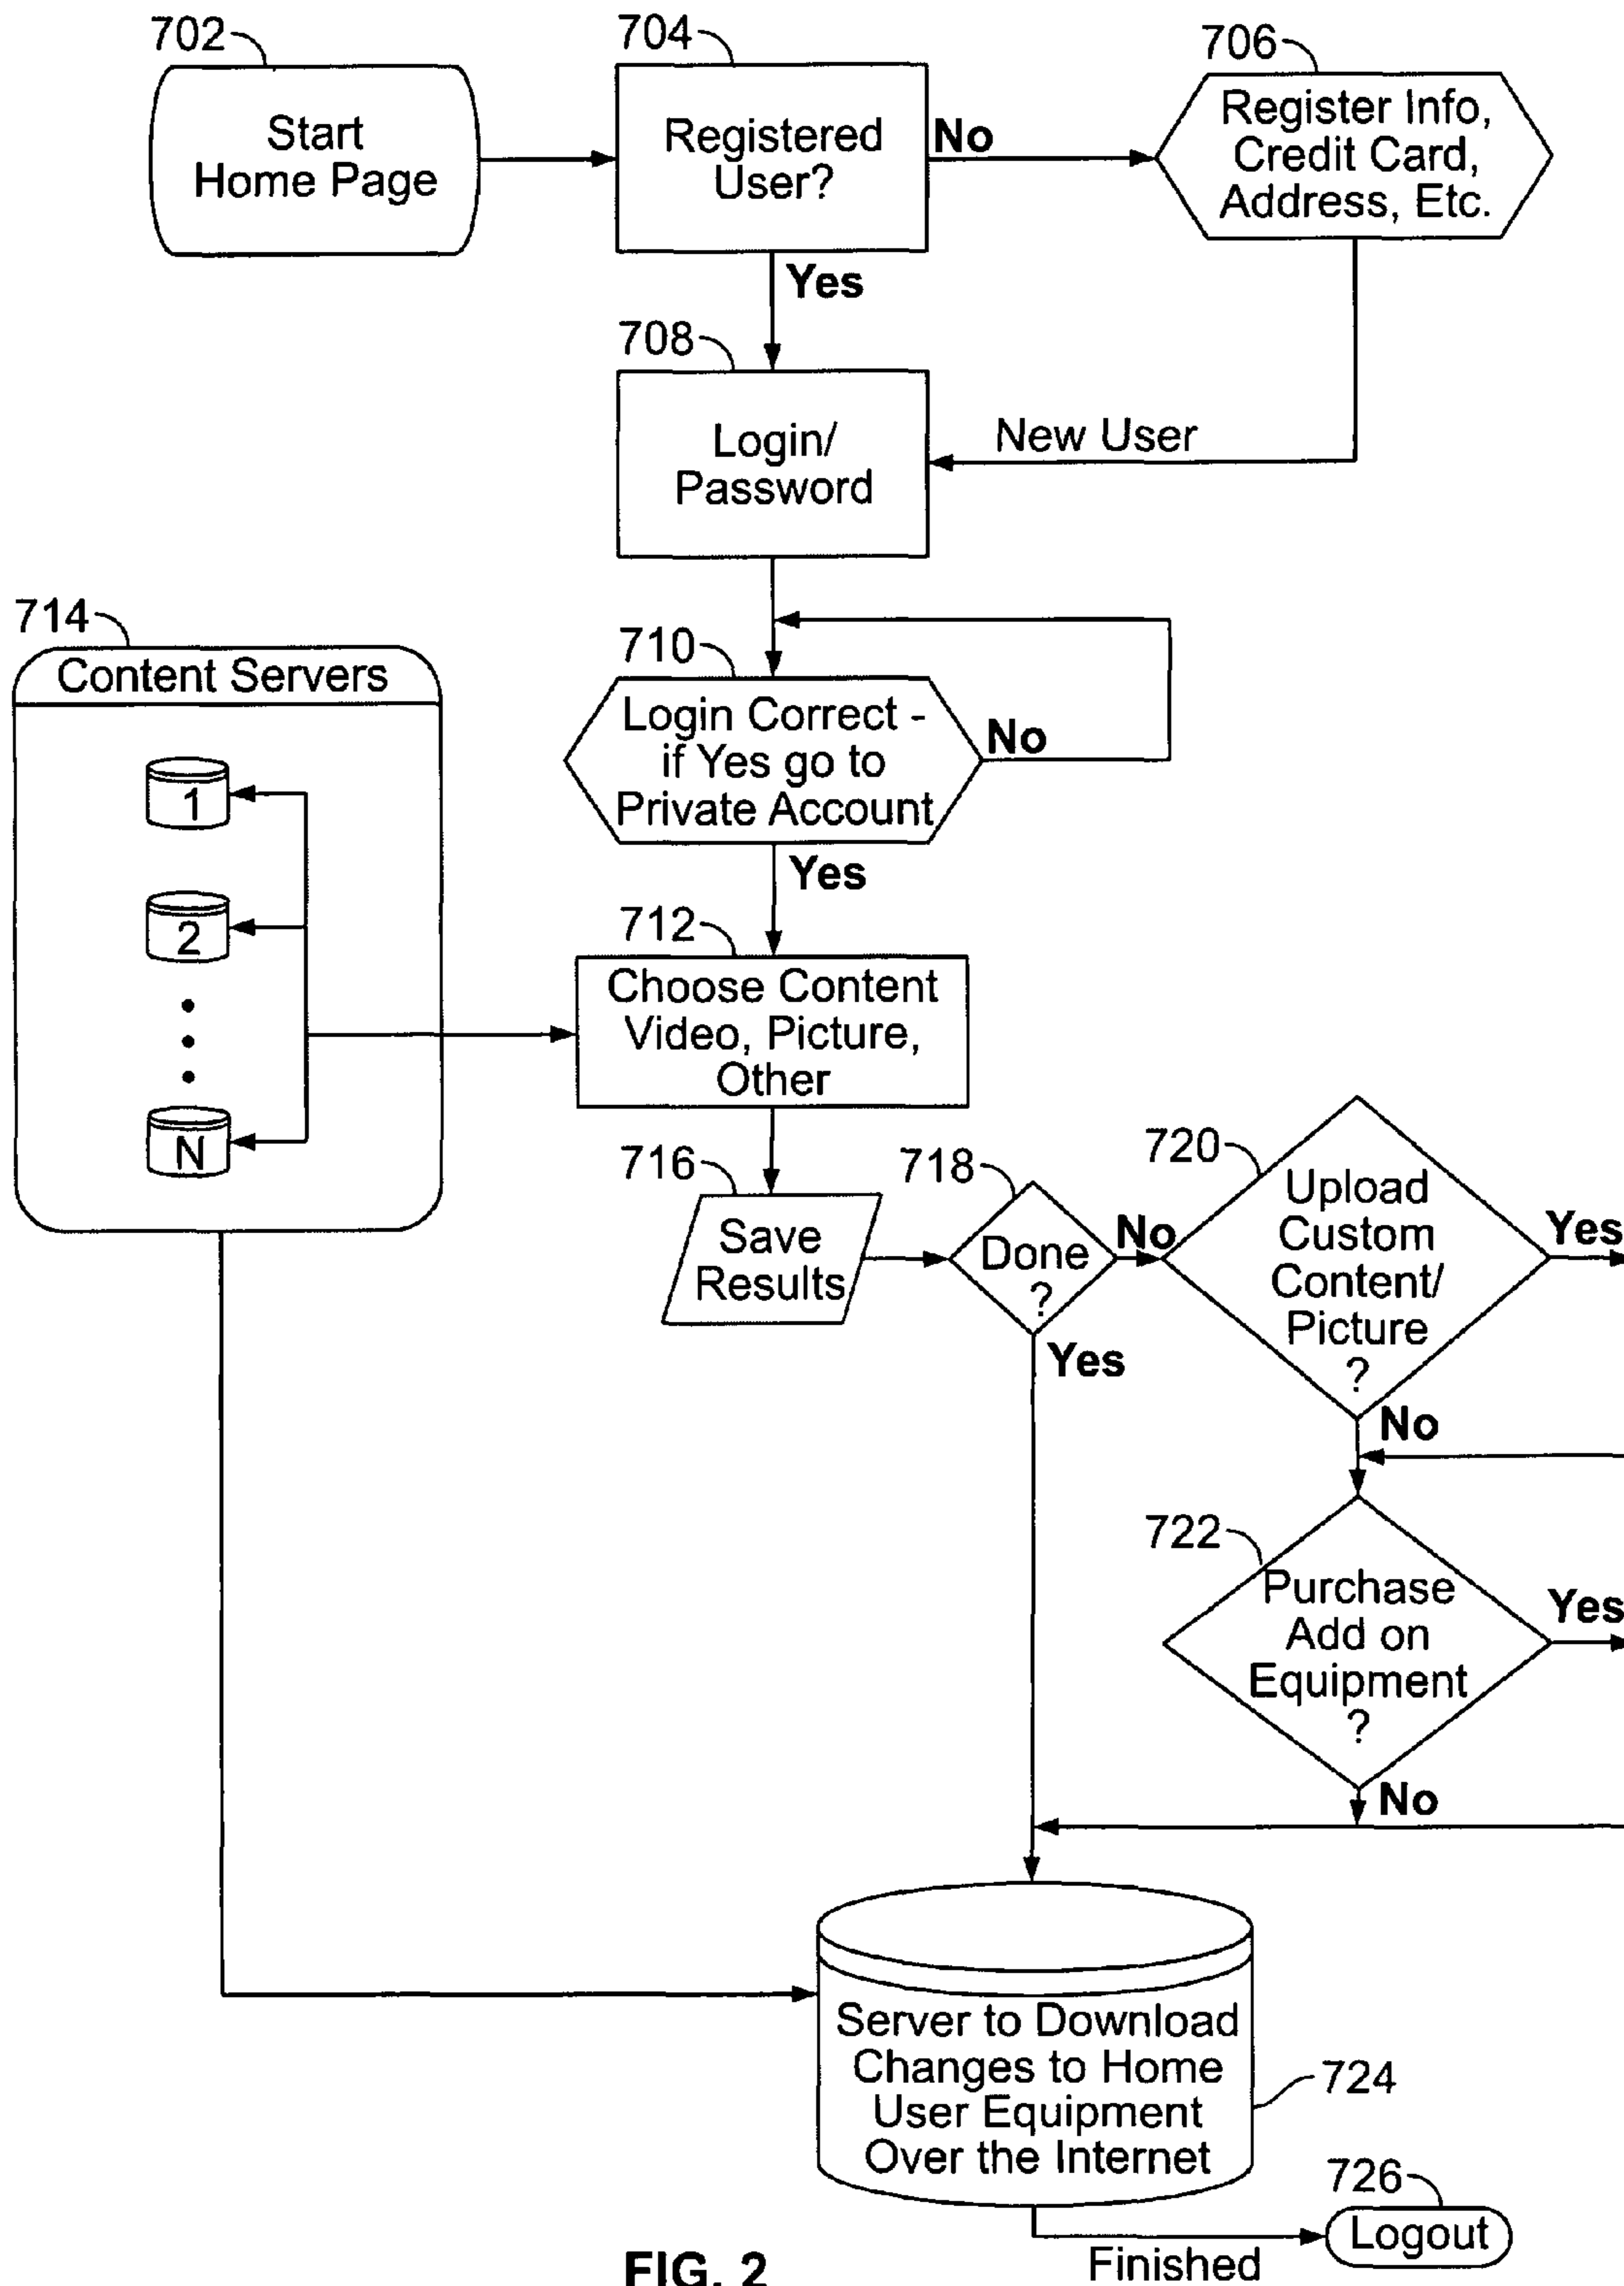 702
Start
Home Page
704
Registered
User?
No
706
Register Info,
Credit Card,
Address, Etc.
Yes
708
Login/
Password
New User
710
Login Correct -
if Yes go to
Private Account
No
Yes
714
Content Servers
1
2
N
712
Choose Content
Video, Picture,
Other
716
Save
Results
718
Done
?
No
Yes
720
Upload
Custom
Content/
Picture
?
Yes
No
722
Purchase
Add on
Equipment
?
Yes
No
Server to Download
Changes to Home
User Equipment
Over the Internet
724
Finished
726
Logout
FIG. 2